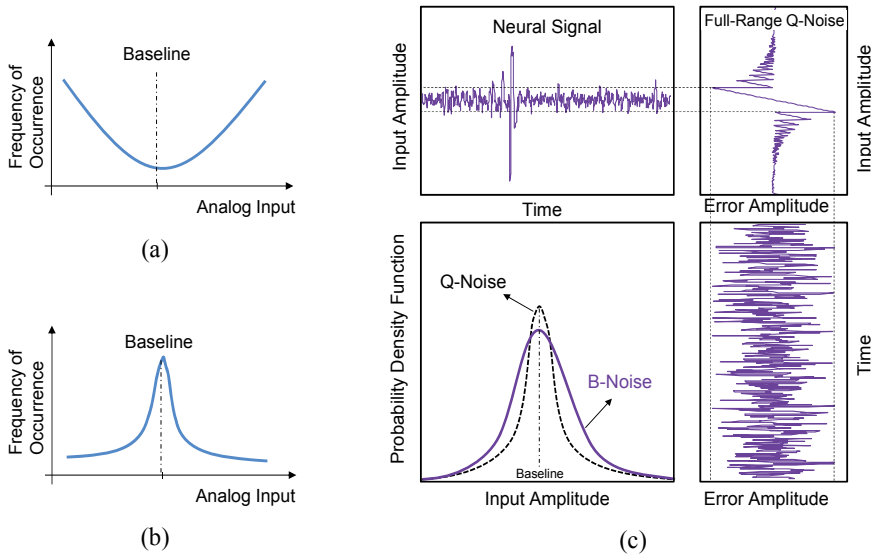 Baseline
Frequency of
Occurrence
Analog Input
(a)
Baseline
Frequency of
Occurrence
Analog Input
(b)
Neural Signal
Input Amplitude
Time
Full-Range Q-Noise
Input Amplitude
Error Amplitude
Probability Density Function
Q-Noise
B-Noise
Baseline
Input Amplitude
Time
Error Amplitude
(c)